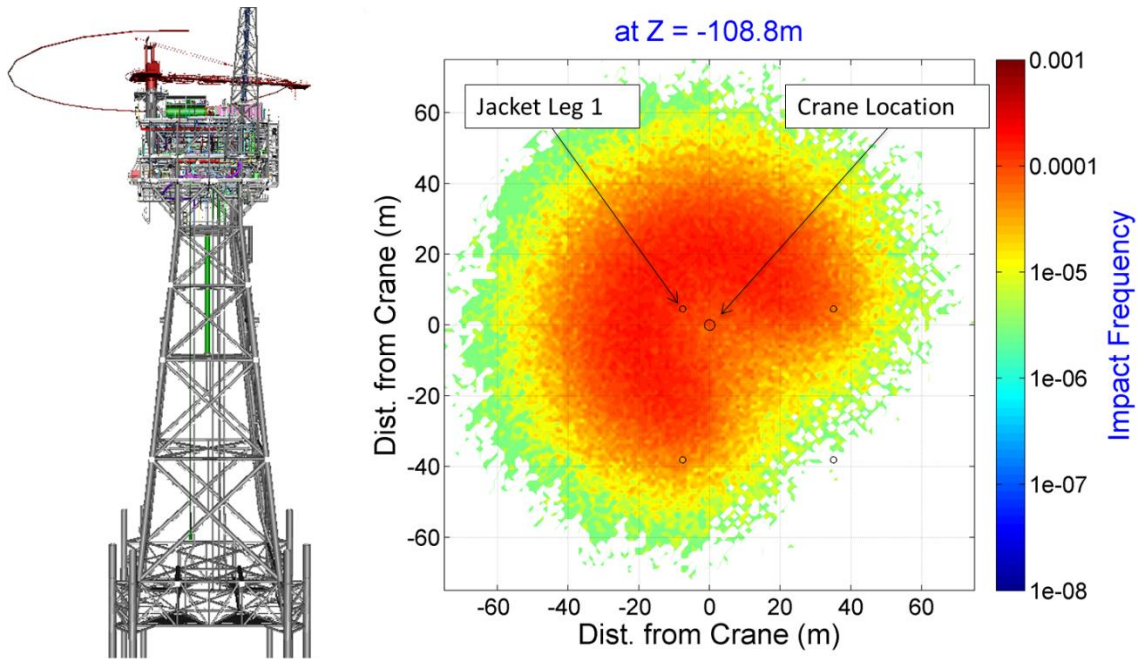 at Z = -108.8m
Jacket Leg 1
Crane Location
60
40
20
0
-20
-40
-60
Dist. from Crane (m)
-60 -40 -20 0 20 40 60
Dist. from Crane (m)
0.001
0.0001
1e-05
1e-06
1e-07
1e-08
Impact Frequency